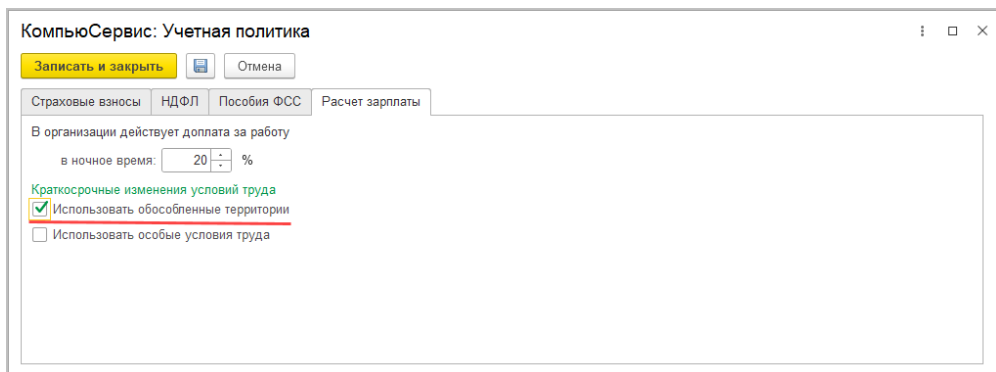 КомпьюСервис: Учетная политика
Записать и закрыть Отмена
Страховые взносы НДФЛ Пособия ФСС Расчет зарплаты
В организации действует доплата за работу
в ночное время: 20 %
Краткосрочные изменения условий труда
Использовать обособленные территории
Использовать особые условия труда